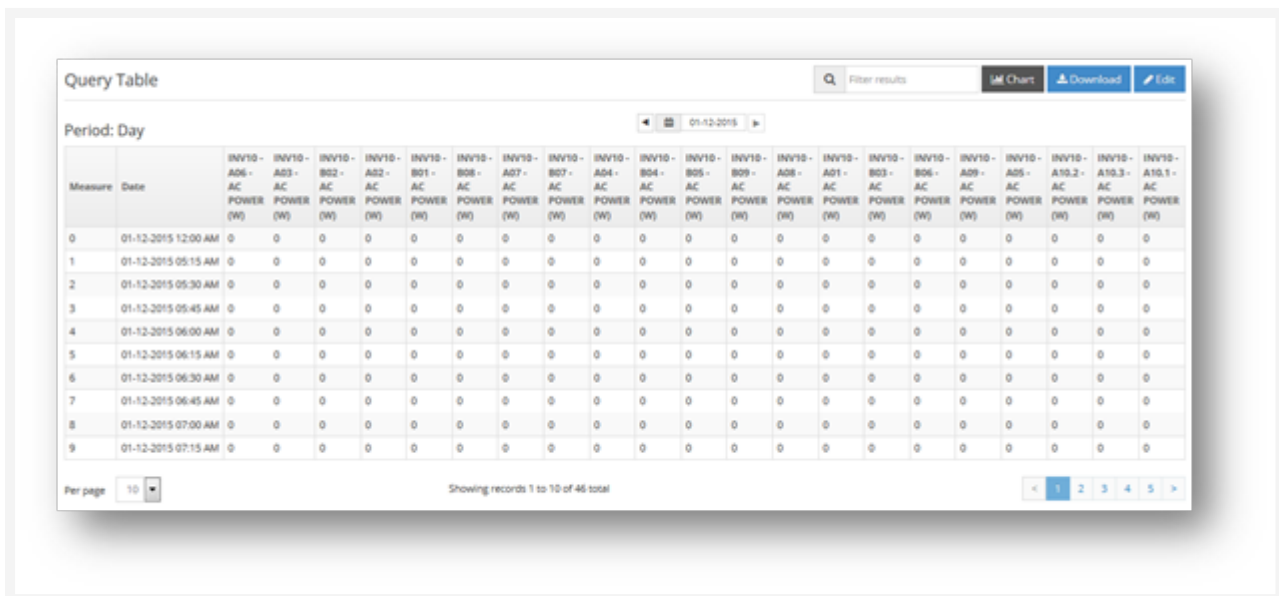 Query Table
Filter results
Chart
Download
Edit
Period: Day
01-12-2015
INV10 - INV10 - INV10 - INV10 - INV10 - INV10 - INV10 - INV10 - INV10 - INV10 - INV10 - INV10 - INV10 - INV10 - INV10 - INV10 - INV10 - INV10 - INV10 - INV10 - INV10 -
A06 - A03 - B02 - A02 - B01 - B08 - A07 - B07 - A04 - B04 - B05 - B09 - A08 - A01 - B03 - B06 - A09 - A05 - A10.2 - A10.3 - A10.1 -
Measure Date AC AC AC AC AC AC AC AC AC AC AC AC AC AC AC AC AC AC AC AC AC
POWER POWER POWER POWER POWER POWER POWER POWER POWER POWER POWER POWER POWER POWER POWER POWER POWER POWER POWER POWER POWER
(W) (W) (W) (W) (W) (W) (W) (W) (W) (W) (W) (W) (W) (W) (W) (W) (W) (W) (W) (W) (W)
0 01-12-2015 12:00 AM 0 0 0 0 0 0 0 0 0 0 0 0 0 0 0 0 0 0 0 0 0
1 01-12-2015 05:15 AM 0 0 0 0 0 0 0 0 0 0 0 0 0 0 0 0 0 0 0 0 0
2 01-12-2015 05:30 AM 0 0 0 0 0 0 0 0 0 0 0 0 0 0 0 0 0 0 0 0 0
3 01-12-2015 05:45 AM 0 0 0 0 0 0 0 0 0 0 0 0 0 0 0 0 0 0 0 0 0
4 01-12-2015 06:00 AM 0 0 0 0 0 0 0 0 0 0 0 0 0 0 0 0 0 0 0 0 0
5 01-12-2015 06:15 AM 0 0 0 0 0 0 0 0 0 0 0 0 0 0 0 0 0 0 0 0 0
6 01-12-2015 06:30 AM 0 0 0 0 0 0 0 0 0 0 0 0 0 0 0 0 0 0 0 0 0
7 01-12-2015 06:45 AM 0 0 0 0 0 0 0 0 0 0 0 0 0 0 0 0 0 0 0 0 0
8 01-12-2015 07:00 AM 0 0 0 0 0 0 0 0 0 0 0 0 0 0 0 0 0 0 0 0 0
9 01-12-2015 07:15 AM 0 0 0 0 0 0 0 0 0 0 0 0 0 0 0 0 0 0 0 0 0
Per page 10 Showing records 1 to 10 of 46 total < 1 2 3 4 5 >